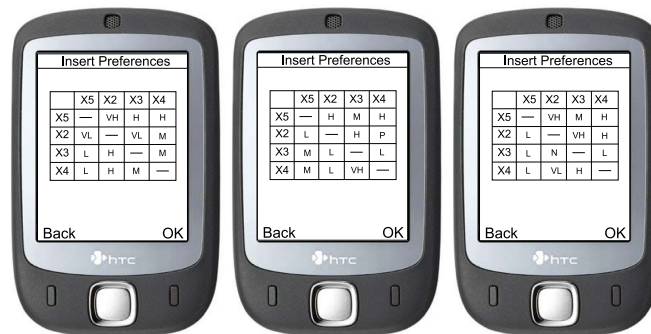 Insert Preferences
X5 X2 X3 X4
X5 — VH H H
X2 VL — VL M
X3 L H — M
X4 L H M —
Back OK
hTC
Insert Preferences
X5 X2 X3 X4
X5 — H M H
X2 L — H P
X3 M L — L
X4 M L VH —
Back OK
hTC
Insert Preferences
X5 X2 X3 X4
X5 — VH M H
X2 L — VH H
X3 L N — L
X4 L VL H —
Back OK
hTC